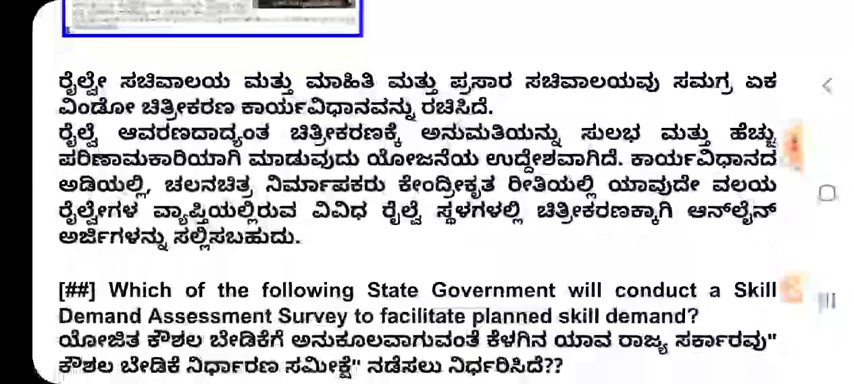 ರೈಲ್ವೇ ಸಚಿವಾಲಯ ಮತ್ತು ಮಾಹಿತಿ ಮತ್ತು ಪ್ರಸಾರ ಸಚಿವಾಲಯವು ಸಮಗ್ರ ಏಕ
ವಿಂಡೋ ಚಿತ್ರೀಕರಣ ಕಾರ್ಯವಿಧಾನವನ್ನು ರಚಿಸಿದೆ.
ರೈಲ್ವೆ ಆವರಣದಾದ್ಯಂತ ಚಿತ್ರೀಕರಣಕ್ಕೆ ಅನುಮತಿಯನ್ನು ಸುಲಭ ಮತ್ತು ಹೆಚ್ಚು
ಪರಿಣಾಮಕಾರಿಯಾಗಿ ಮಾಡುವುದು ಯೋಜನೆಯ ಉದ್ದೇಶವಾಗಿದೆ. ಕಾರ್ಯವಿಧಾನದ
ಅಡಿಯಲ್ಲಿ, ಚಲನಚಿತ್ರ ನಿರ್ಮಾಪಕರು ಕೇಂದ್ರೀಕೃತ ರೀತಿಯಲ್ಲಿ ಯಾವುದೇ ವಲಯ
ರೈಲ್ವೇಗಳ ವ್ಯಾಪ್ತಿಯಲ್ಲಿರುವ ವಿವಿಧ ರೈಲ್ವೆ ಸ್ಥಳಗಳಲ್ಲಿ ಚಿತ್ರೀಕರಣಕ್ಕಾಗಿ ಆನ್‌ಲೈನ್
ಅರ್ಜಿಗಳನ್ನು ಸಲ್ಲಿಸಬಹುದು.
[##] Which of the following State Government will conduct a Skill
Demand Assessment Survey to facilitate planned skill demand?
ಯೋಜಿತ ಕೌಶಲ ಬೇಡಿಕೆಗೆ ಅನುಕೂಲವಾಗುವಂತೆ ಕೆಳಗಿನ ಯಾವ ರಾಜ್ಯ ಸರ್ಕಾರವು"
ಕೌಶಲ ಬೇಡಿಕೆ ನಿರ್ಧಾರಣ ಸಮೀಕ್ಷೆ" ನಡೆಸಲು ನಿರ್ಧರಿಸಿದೆ??